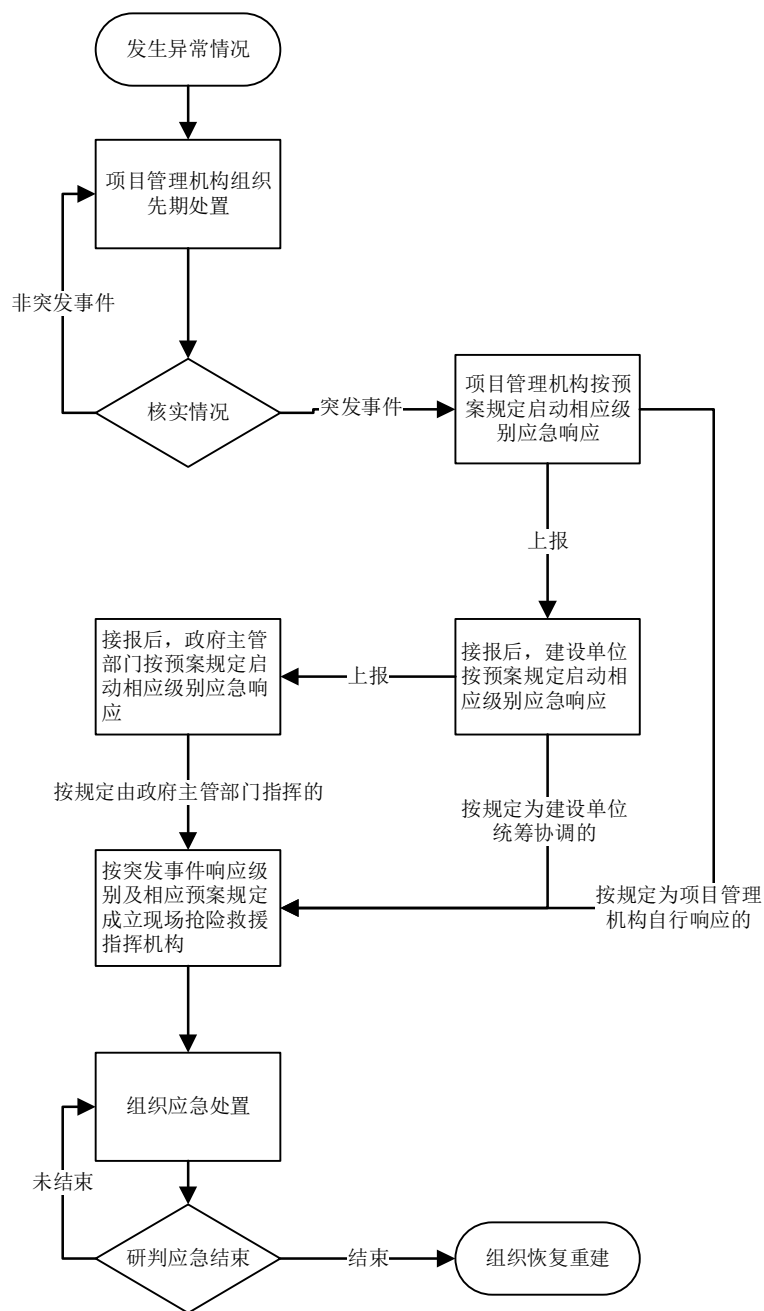 发生异常情况
项目管理机构组织
先期处置
非突发事件
核实情况
突发事件
项目管理机构按预
案规定启动相应级
别应急响应
上报
接报后，政府主管
部门按预案规定启
动相应级别应急响
应
上报
接报后，建设单位
按预案规定启动相
应级别应急响应
按规定由政府主管部门指挥的
按规定为建设单位
统筹协调的
按突发事件响应级
别及相应预案规定
成立现场抢险救援
指挥机构
按规定为项目管理
机构自行响应的
组织应急处置
未结束
研判应急结束
结束
组织恢复重建